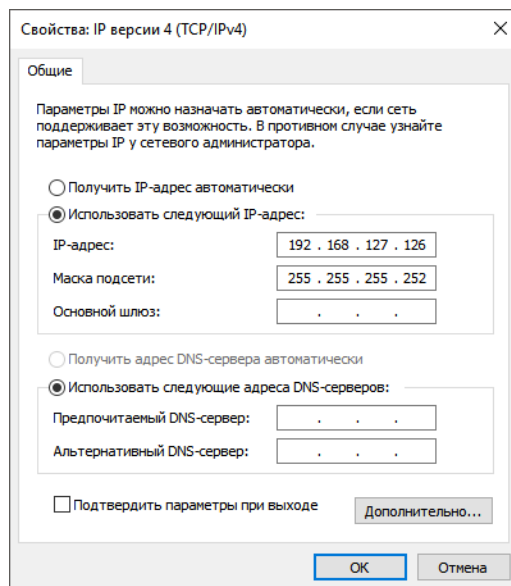 Свойства: IP версии 4 (TCP/IPv4)
Общие
Параметры IP можно назначать автоматически, если сеть
поддерживает эту возможность. В противном случае узнайте
параметры IP у сетевого администратора.
Получить IP-адрес автоматически
Использовать следующий IP-адрес:
IP-адрес: 192 . 168 . 127 . 126
Маска подсети: 255 . 255 . 255 . 252
Основной шлюз: . . .
Получить адрес DNS-сервера автоматически
Использовать следующие адреса DNS-серверов:
Предпочитаемый DNS-сервер: . . .
Альтернативный DNS-сервер: . . .
Подтвердить параметры при выходе
Дополнительно...
OK Отмена